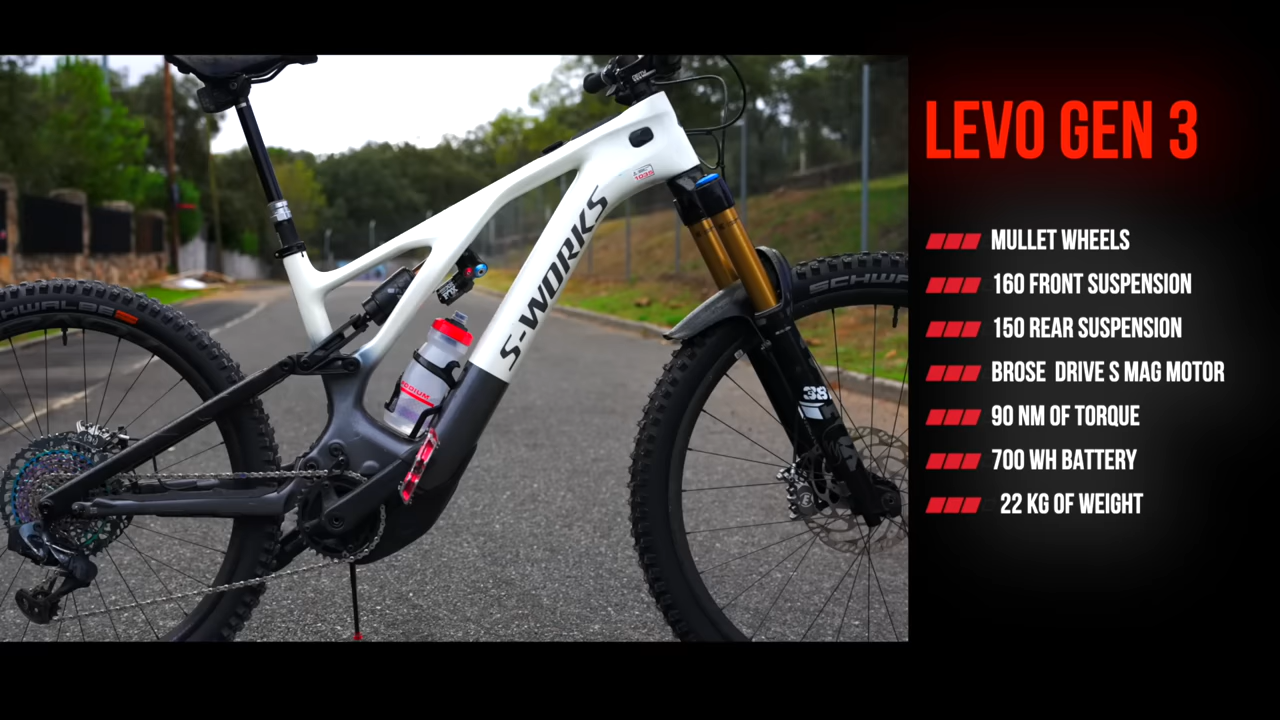 LEVO GEN 3
MULLET WHEELS
160 FRONT SUSPENSION
150 REAR SUSPENSION
BROSE DRIVE S MAG MOTOR
90 NM OF TORQUE
700 WH BATTERY
22 KG OF WEIGHT
S-WORKS
38
SCHWA
HWALBE